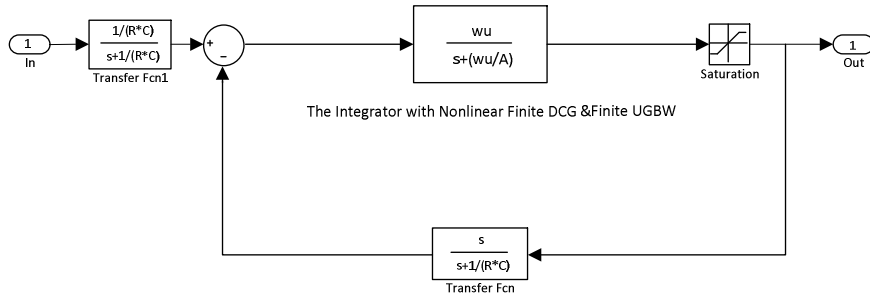 1
In
1/(R*C)
s+1/(R*C)
Transfer Fcn1
+
−
wu
s+(wu/A)
Saturation
1
Out
The Integrator with Nonlinear Finite DCG &Finite UGBW
s
s+1/(R*C)
Transfer Fcn